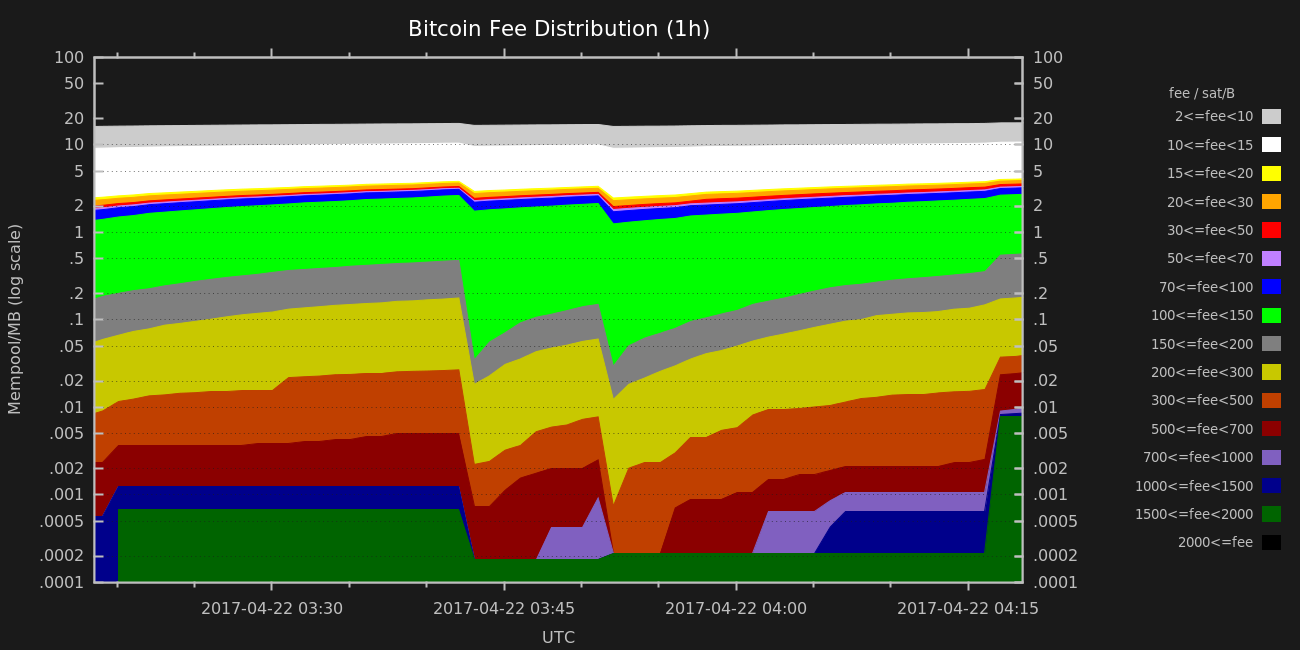 Bitcoin Fee Distribution (1h)
Mempool/MB (log scale)
100
50
20
10
5
2
1
.5
.2
.1
.05
.02
.01
.005
.002
.001
.0005
.0002
.0001
100
50
20
10
5
2
1
.5
.2
.1
.05
.02
.01
.005
.002
.001
.0005
.0002
.0001
2017-04-22 03:30 2017-04-22 03:45 2017-04-22 04:00 2017-04-22 04:15
UTC
fee / sat/B
2<=fee<10
10<=fee<15
15<=fee<20
20<=fee<30
30<=fee<50
50<=fee<70
70<=fee<100
100<=fee<150
150<=fee<200
200<=fee<300
300<=fee<500
500<=fee<700
700<=fee<1000
1000<=fee<1500
1500<=fee<2000
2000<=fee